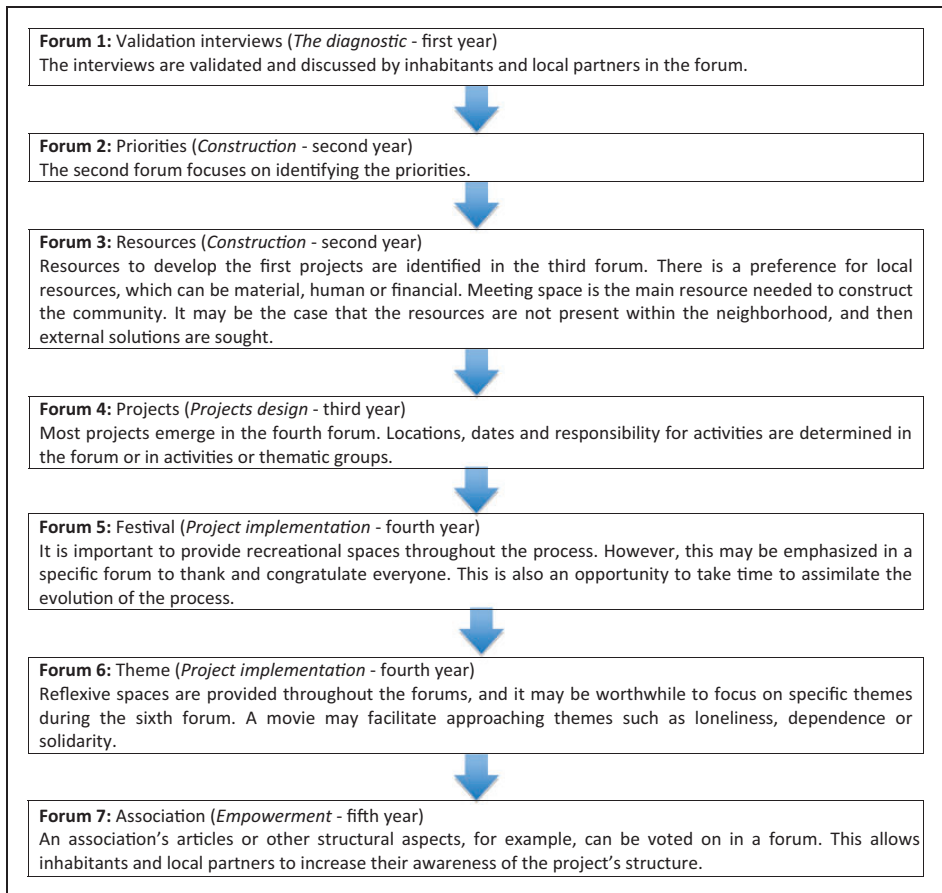 Forum 1: Validation interviews (The diagnostic - first year)
The interviews are validated and discussed by inhabitants and local partners in the forum.
Forum 2: Priorities (Construction - second year)
The second forum focuses on identifying the priorities.
Forum 3: Resources (Construction - second year)
Resources to develop the first projects are identified in the third forum. There is a preference for local
resources, which can be material, human or financial. Meeting space is the main resource needed to construct
the community. It may be the case that the resources are not present within the neighborhood, and then
external solutions are sought.
Forum 4: Projects (Projects design - third year)
Most projects emerge in the fourth forum. Locations, dates and responsibility for activities are determined in
the forum or in activities or thematic groups.
Forum 5: Festival (Project implementation - fourth year)
It is important to provide recreational spaces throughout the process. However, this may be emphasized in a
specific forum to thank and congratulate everyone. This is also an opportunity to take time to assimilate the
evolution of the process.
Forum 6: Theme (Project implementation - fourth year)
Reflexive spaces are provided throughout the forums, and it may be worthwhile to focus on specific themes
during the sixth forum. A movie may facilitate approaching themes such as loneliness, dependence or
solidarity.
Forum 7: Association (Empowerment - fifth year)
An association's articles or other structural aspects, for example, can be voted on in a forum. This allows
inhabitants and local partners to increase their awareness of the project's structure.